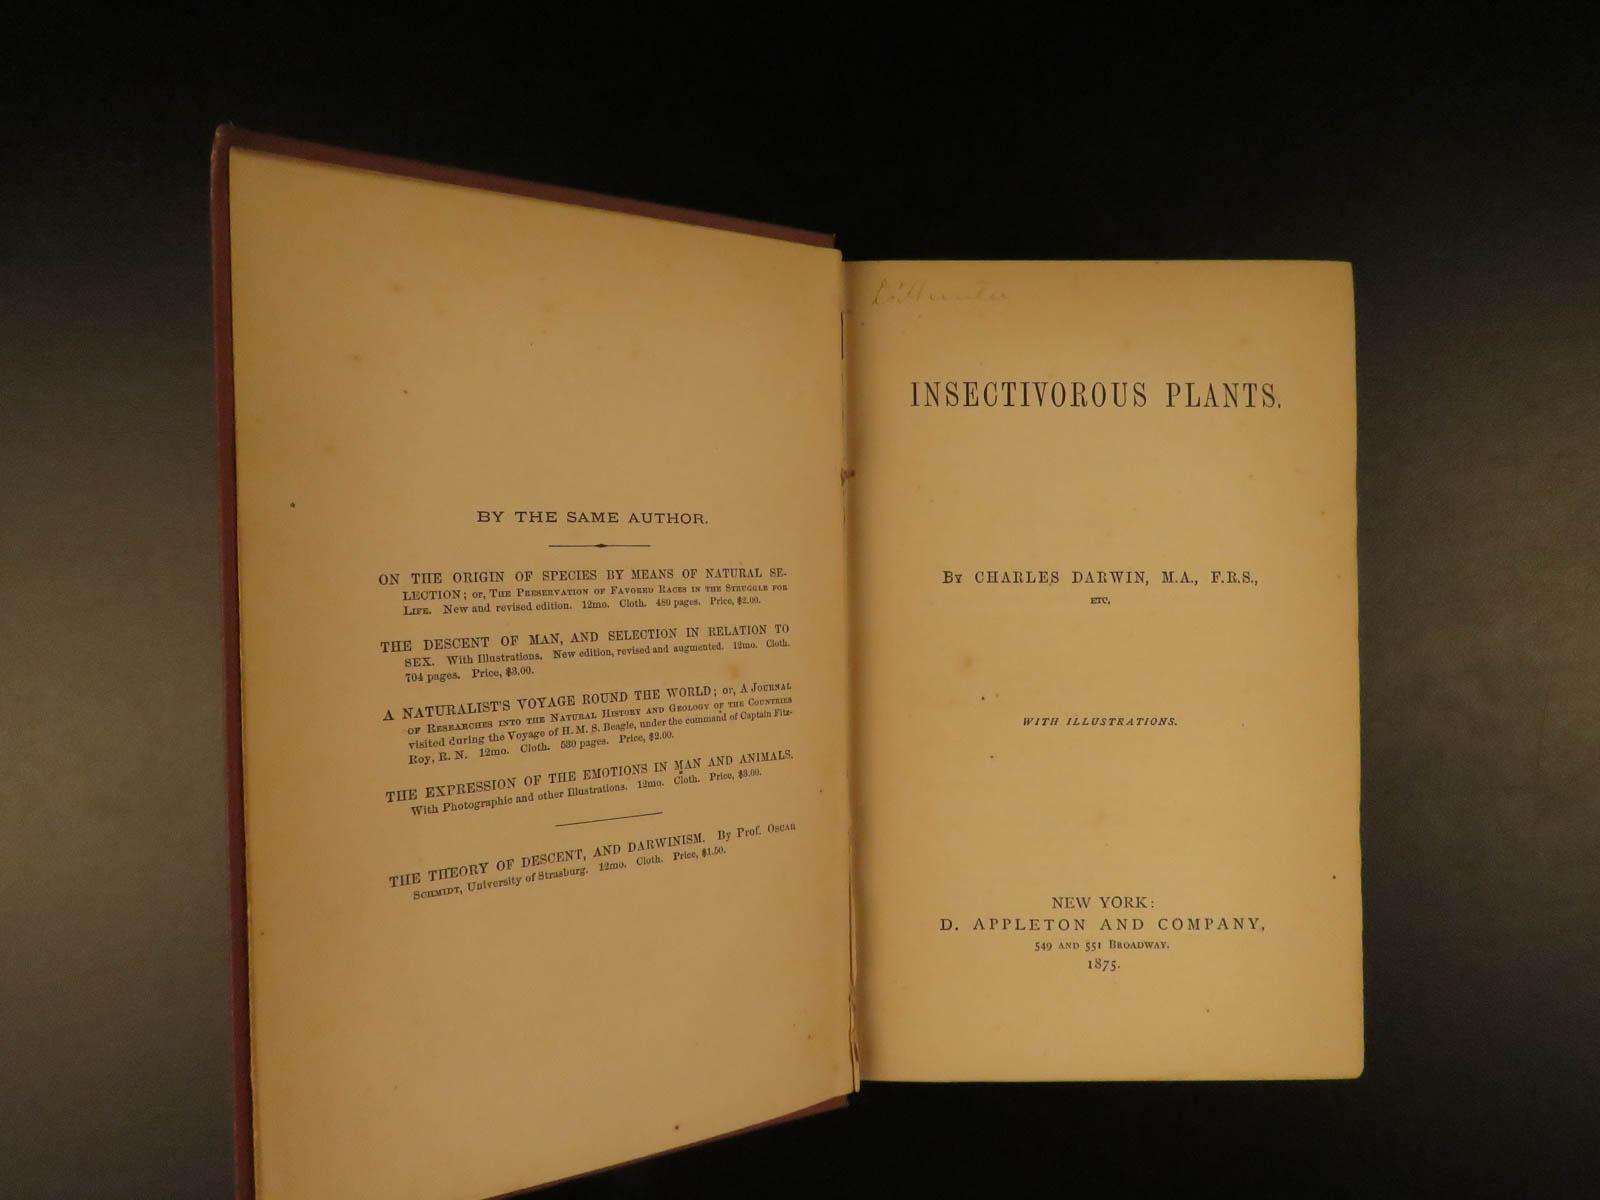 BY THE SAME AUTHOR.
ON THE ORIGIN OF SPECIES BY MEANS OF NATURAL SE-
LECTION; or, The Preservation of Favored Races in the Struggle for
Life. New and revised edition. 12mo. Cloth. 480 pages. Price, $2.00.
THE DESCENT OF MAN, AND SELECTION IN RELATION TO
SEX. With Illustrations. New edition, revised and augmented. 12mo. Cloth.
704 pages. Price, $3.00.
A NATURALIST'S VOYAGE ROUND THE WORLD; or, A Journal
of Researches into the Natural History and Geology of the Countries
visited during the Voyage of H. M. S. Beagle, under the command of Captain Fitz-
Roy, R. N. 12mo. Cloth. 530 pages. Price, $2.00.
THE EXPRESSION OF THE EMOTIONS IN MAN AND ANIMALS.
With Photographic and other Illustrations. 12mo. Cloth. Price, $3.00.
THE THEORY OF DESCENT, AND DARWINISM. By Prof. Oscar
Schmidt, University of Strasburg. 12mo. Cloth. Price, $1.50.
INSECTIVOROUS PLANTS.
By CHARLES DARWIN, M.A., F.R.S.,
ETC,
WITH ILLUSTRATIONS.
NEW YORK:
D. APPLETON AND COMPANY,
549 AND 551 BROADWAY.
1875.